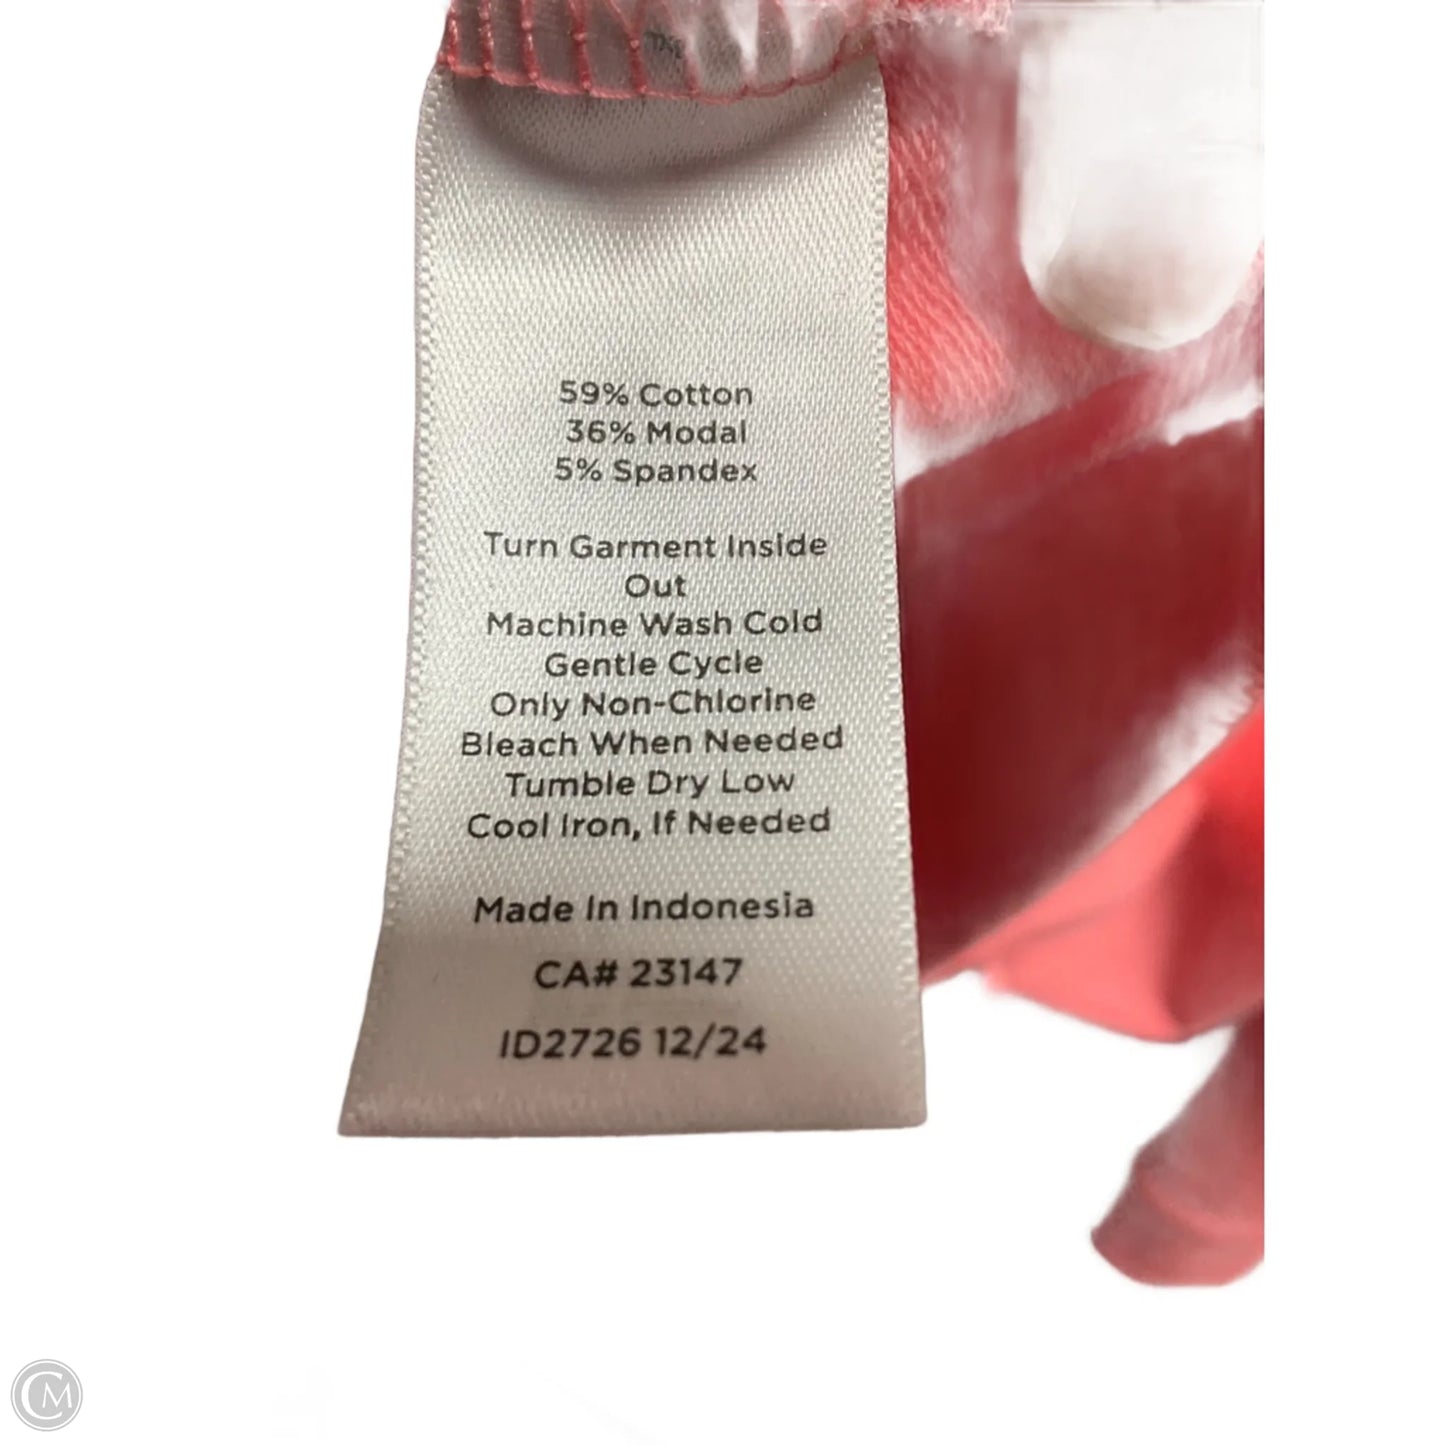 59% Cotton
36% Modal
5% Spandex
Turn Garment Inside
Out
Machine Wash Cold
Gentle Cycle
Only Non-Chlorine
Bleach When Needed
Tumble Dry Low
Cool Iron, If Needed
Made In Indonesia
CA# 23147
ID2726 12/24
CM